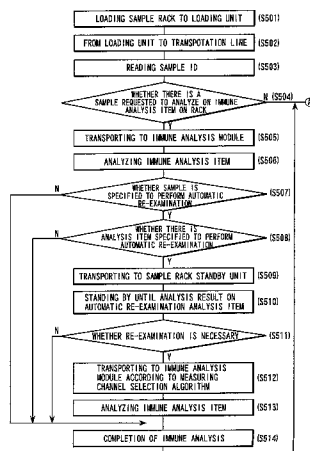 LOADING SAMPLE RACK TO LOADING UNIT (S501)
FROM LOADING UNIT TO TRANSPOTATION LINE (S502)
READING SAMPLE ID (S503)
WHETHER THERE IS A
SAMPLE REQUESTED TO ANALYZE ON IMMUNE
ANALYSIS ITEM ON RACK
N (S504)
Y
TRANSPORTING TO IMMUNE ANALYSIS MODULE (S505)
ANALYZING IMMUNE ANALYSIS ITEM (S506)
N
WHETHER SAMPLE IS
SPECIFIED TO PERFORM AUTOMATIC
RE-EXAMINATION
(S507)
Y
N
WHETHER THERE IS
ANALYSIS ITEM SPECIFIED TO PERFORM
AUTOMATIC RE-EXAMINATION
(S508)
Y
TRANSPORTING TO SAMPLE RACK STANDBY UNIT (S509)
STANDING BY UNTIL ANALYSIS RESULT ON
AUTOMATIC RE-EXAMINATION ANALYSIS ITEM
(S510)
N
WHETHER RE-EXAMINATION IS NECESSARY (S511)
Y
TRANSPORTING TO IMMUNE ANALYSIS
MODULE ACCORDING TO MEASURING
CHANNEL SELECTION ALGORITHM
(S512)
ANALYZING IMMUNE ANALYSIS ITEM (S513)
COMPLETION OF IMMUNE ANALYSIS (S514)